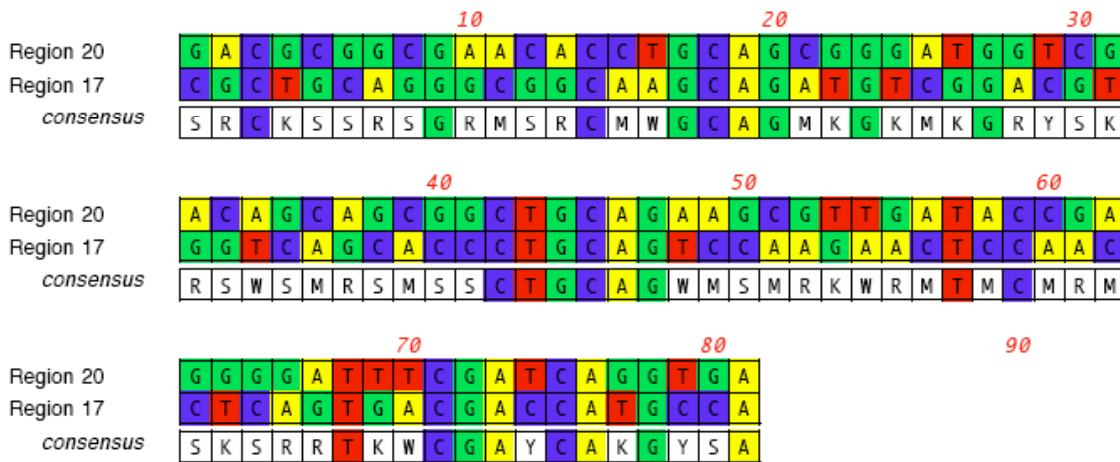 10 20 30
Region 20 G A C G C G G C G A A C A C C T G C A G C G G G A T G G T C G
Region 17 C G C T G C A G G G C G G C A A G C A G A T G T C G G A C G T
consensus S R C K S S R S G R M S R C M W G C A G M K G K M K G R Y S K
40 50 60
Region 20 A C A G C A G C G G C T G C A G A A G C G T T G A T A C C G A
Region 17 G G T C A G C A C C C T G C A G T C C A A G A A C T C C A A C
consensus R S W S M R S M S S C T G C A G W M S M R K W R M T M C M R M
70 80 90
Region 20 G G G G A T T T C G A T C A G G T G A
Region 17 C T C A G T G A C G A C C A T G C C A
consensus S K S R R T K W C G A Y C A K G Y S A